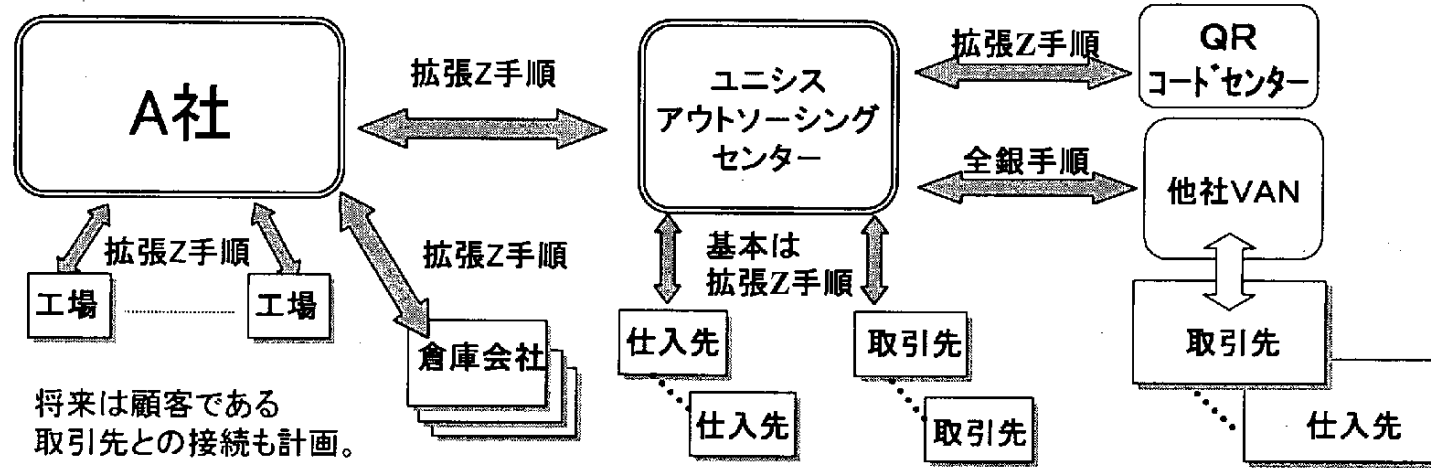 A社
拡張Z手順
ユニシス
アウトソーシング
センター
拡張Z手順
QR
コードセンター
全銀手順
他社VAN
拡張Z手順
拡張Z手順
基本は
拡張Z手順
工場
工場
倉庫会社
仕入先
仕入先
取引先
取引先
取引先
仕入先
将来は顧客である
取引先との接続も計画。